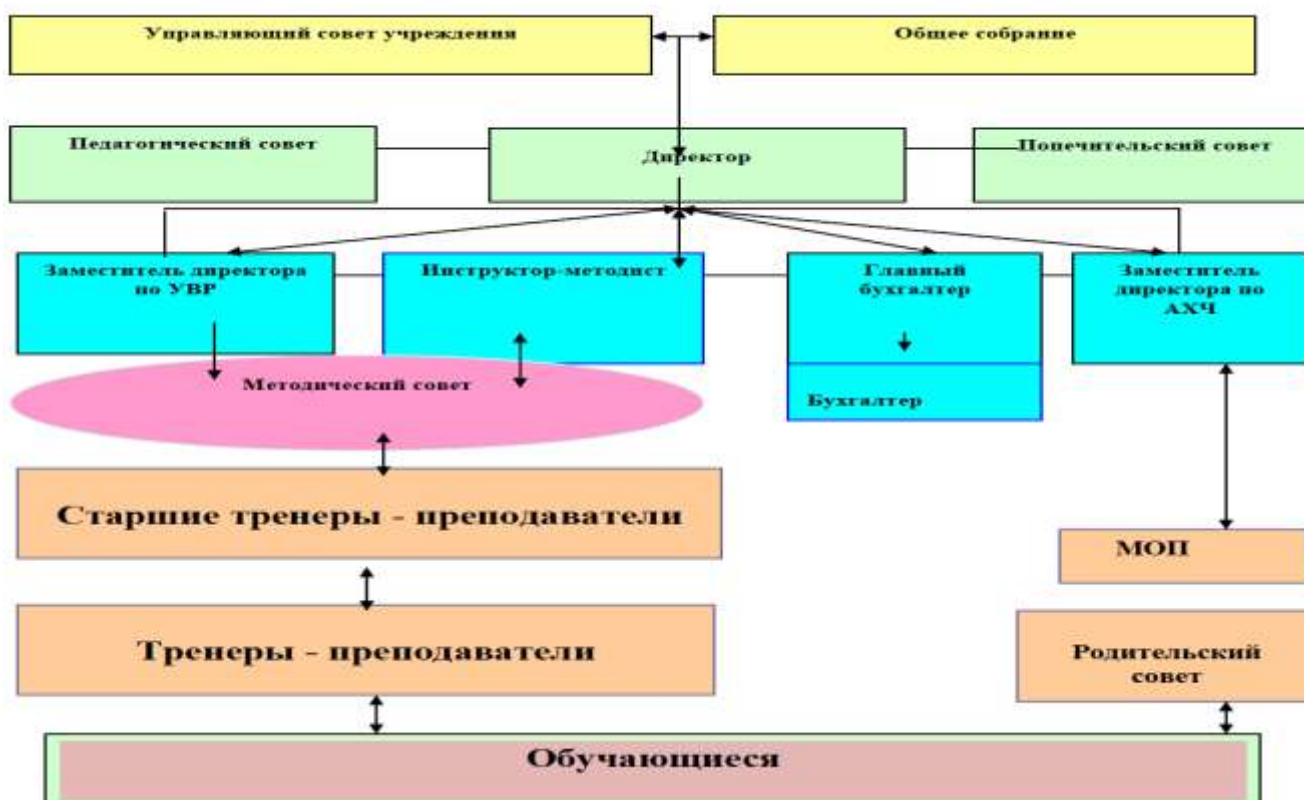 Управляющий совет учреждения
Общее собрание
Педагогический совет
Директор
Попечительский совет
Заместитель директора
по УВР
Инструктор-методист
Главный
бухгалтер
Заместитель
директора по
АХЧ
Методический совет
Бухгалтер
Старшие тренеры - преподаватели
МОП
Тренеры - преподаватели
Родительский
совет
Обучающиеся